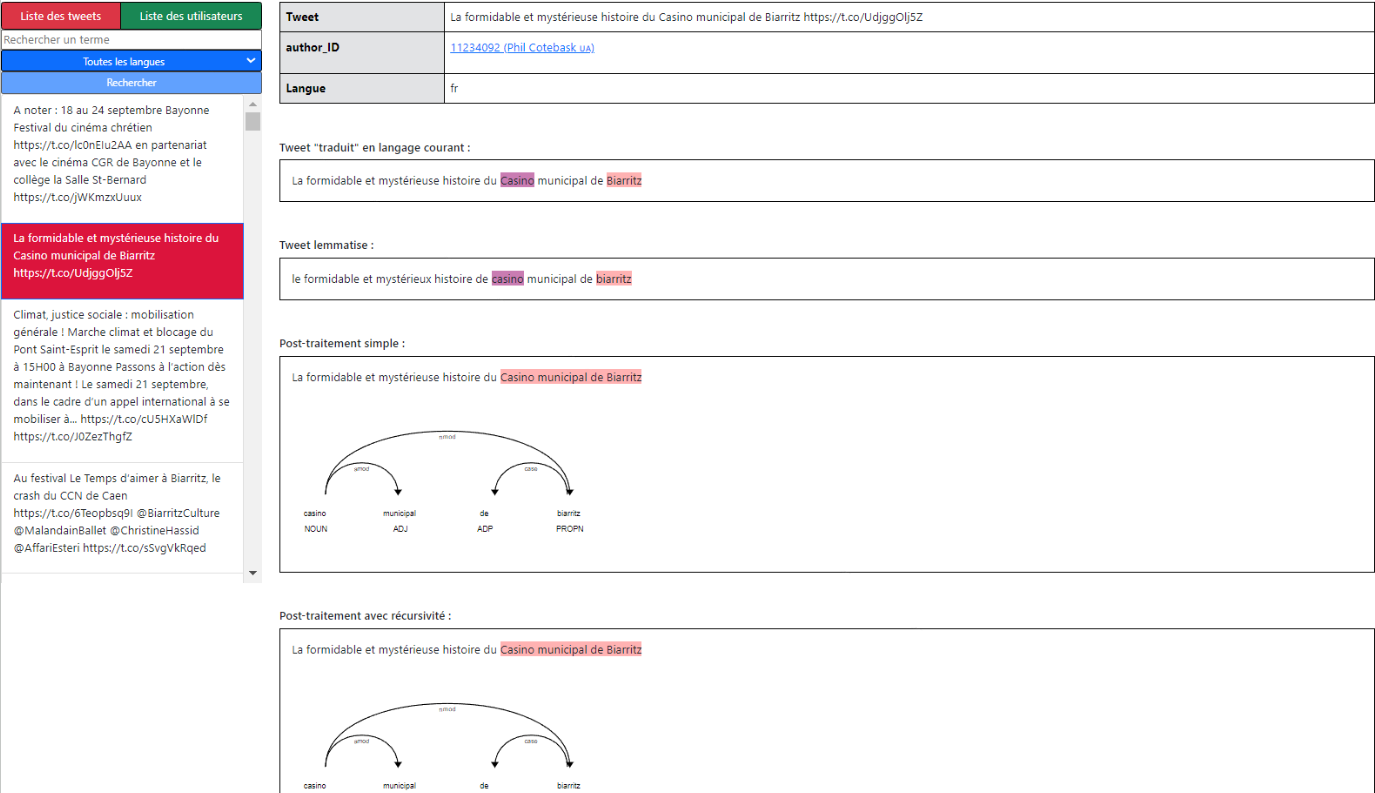 Liste des tweets
Liste des utilisateurs
Rechercher un terme
Toutes les langues
Rechercher
A noter : 18 au 24 septembre Bayonne
Festival du cinéma chrétien
https://t.co/lc0nEIu2AA en partenariat
avec le cinéma CGR de Bayonne et le
collège la Salle St-Bernard
https://t.co/jWKmzxUuux
La formidable et mystérieuse histoire du
Casino municipal de Biarritz
https://t.co/UdjggOlj5Z
Climat, justice sociale : mobilisation
générale ! Marche climat et blocage du
Pont Saint-Esprit le samedi 21 septembre
à 15H00 à Bayonne Passons à l'action dès
maintenant ! Le samedi 21 septembre,
dans le cadre d'un appel international à se
mobiliser à... https://t.co/cU5HXaWlDf
https://t.co/J0ZezThgfZ
Au festival Le Temps d'aimer à Biarritz, le
crash du CCN de Caen
https://t.co/6Teopbsq9I @BiarritzCulture
@MalandainBallet @ChristineHassid
@AffariEsteri https://t.co/sSvgVkRqed
Tweet La formidable et mystérieuse histoire du Casino municipal de Biarritz https://t.co/UdjggOlj5Z
author_ID 11234092 (Phil Cotebask UA)
Langue fr
Tweet "traduit" en langage courant :
La formidable et mystérieuse histoire du Casino municipal de Biarritz
Tweet lemmatise :
le formidable et mystérieux histoire de casino municipal de biarritz
Post-traitement simple :
La formidable et mystérieuse histoire du Casino municipal de Biarritz
nmod
amod case
casino municipal de biarritz
NOUN ADJ ADP PROPN
Post-traitement avec récursivité :
La formidable et mystérieuse histoire du Casino municipal de Biarritz
nmod
amod case
casino municipal de biarritz